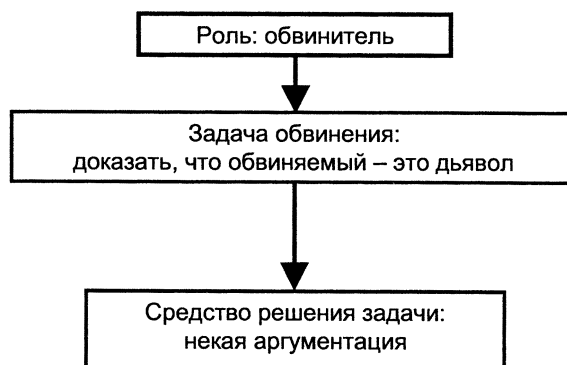 Роль: обвинитель
Задача обвинения:
доказать, что обвиняемый – это дьявол
Средство решения задачи:
некая аргументация